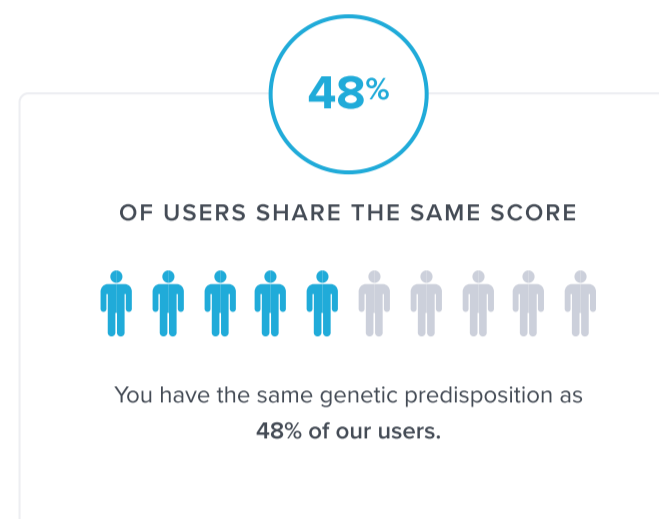 48%
OF USERS SHARE THE SAME SCORE
You have the same genetic predisposition as
48% of our users.